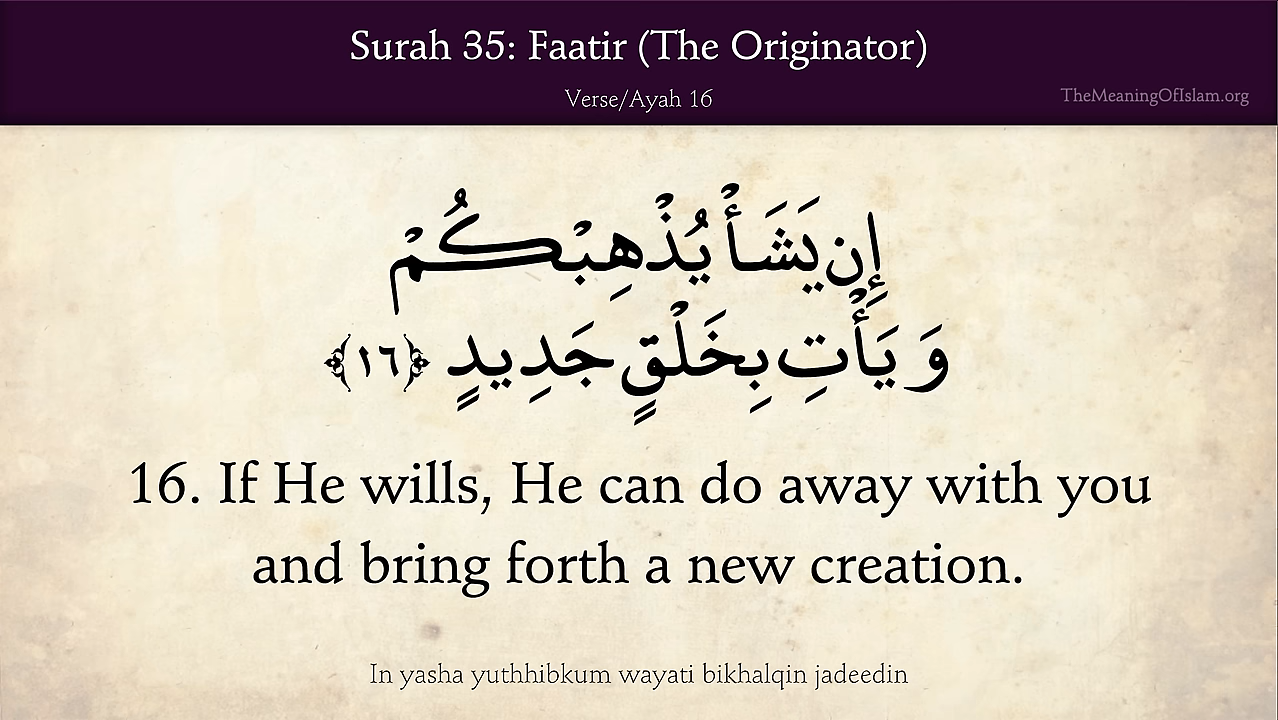 Surah 35: Faatir (The Originator)
Verse/Ayah 16
TheMeaningOfIslam.org
إِن يَشَأْ يُذْهِبْكُمْ
وَ يَأْتِ بِخَلْقٍ جَدِيدٍ ﴿١٦﴾
16. If He wills, He can do away with you
and bring forth a new creation.
In yasha yuthhibkum wayati bikhalqin jadeedin